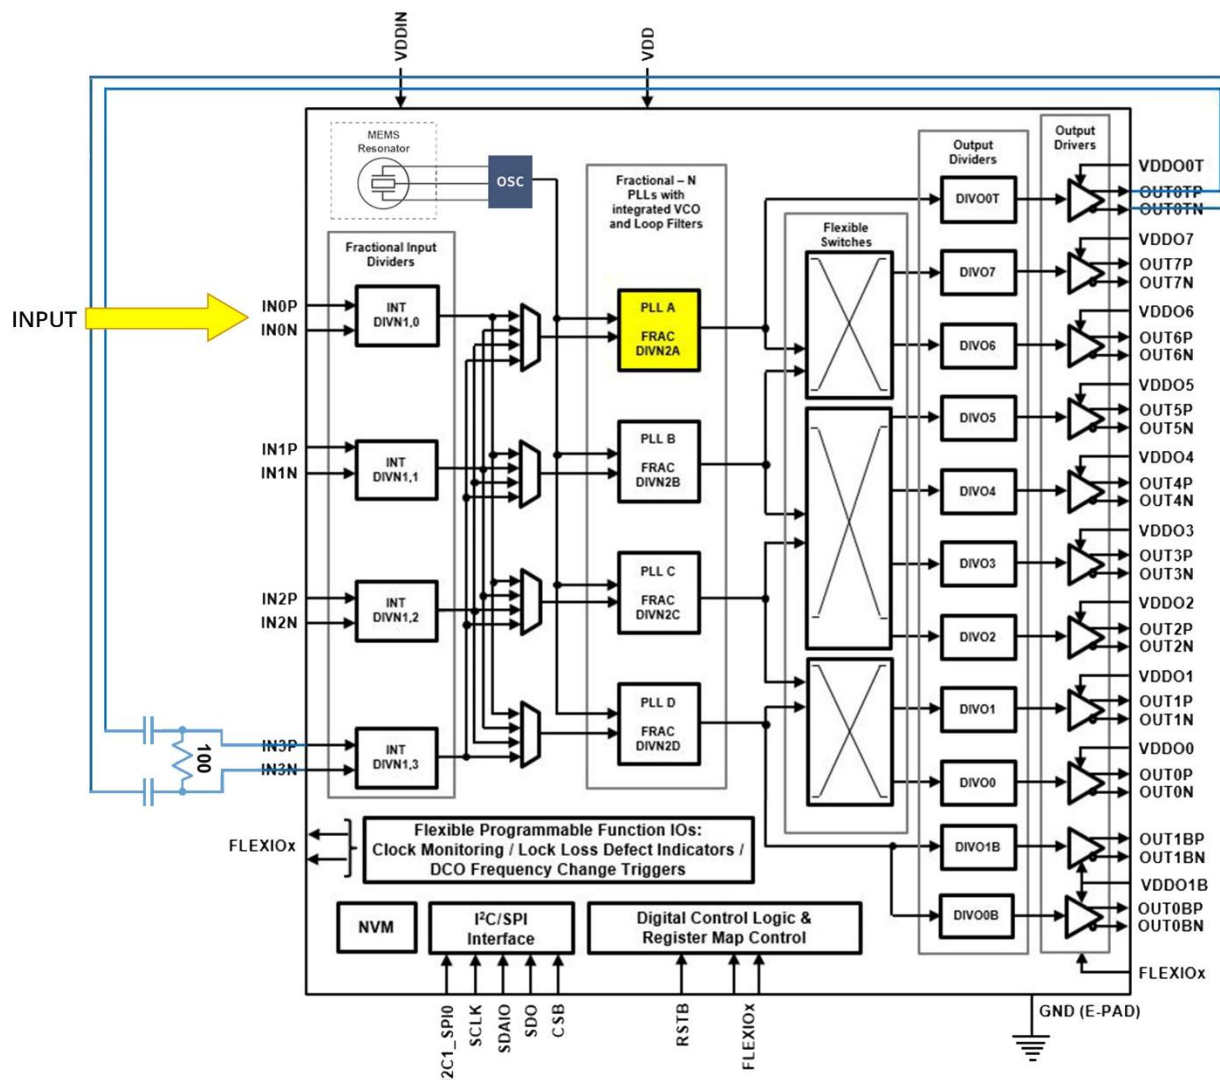 VDDIN
VDD
MEMS
Resonator
OSC
Fractional Input
Dividers
Fractional – N
PLLs with
integrated VCO
and Loop Filters
Flexible
Switches
Output
Dividers
Output
Drivers
INPUT
IN0P
IN0N
IN1P
IN1N
IN2P
IN2N
IN3P
IN3N
100
INT
DIVN1,0
INT
DIVN1,1
INT
DIVN1,2
INT
DIVN1,3
PLL A
FRAC
DIVN2A
PLL B
FRAC
DIVN2B
PLL C
FRAC
DIVN2C
PLL D
FRAC
DIVN2D
DIVO0T
DIVO7
DIVO6
DIVO5
DIVO4
DIVO3
DIVO2
DIVO1
DIVO0
DIVO1B
DIVO0B
VDDO0T
OUT0TP
OUT0TN
VDDO7
OUT7P
OUT7N
VDDO6
OUT6P
OUT6N
VDDO5
OUT5P
OUT5N
VDDO4
OUT4P
OUT4N
VDDO3
OUT3P
OUT3N
VDDO2
OUT2P
OUT2N
VDDO1
OUT1P
OUT1N
VDDO0
OUT0P
OUT0N
OUT1BP
OUT1BN
VDDO1B
OUT0BP
OUT0BN
FLEXIOx
GND (E-PAD)
FLEXIOx
Flexible Programmable Function IOs:
Clock Monitoring / Lock Loss Defect Indicators /
DCO Frequency Change Triggers
NVM
I²C/SPI
Interface
Digital Control Logic &
Register Map Control
2C1_SPI0
SCLK
SDAIO
SDO
CSB
RSTB
FLEXIOx